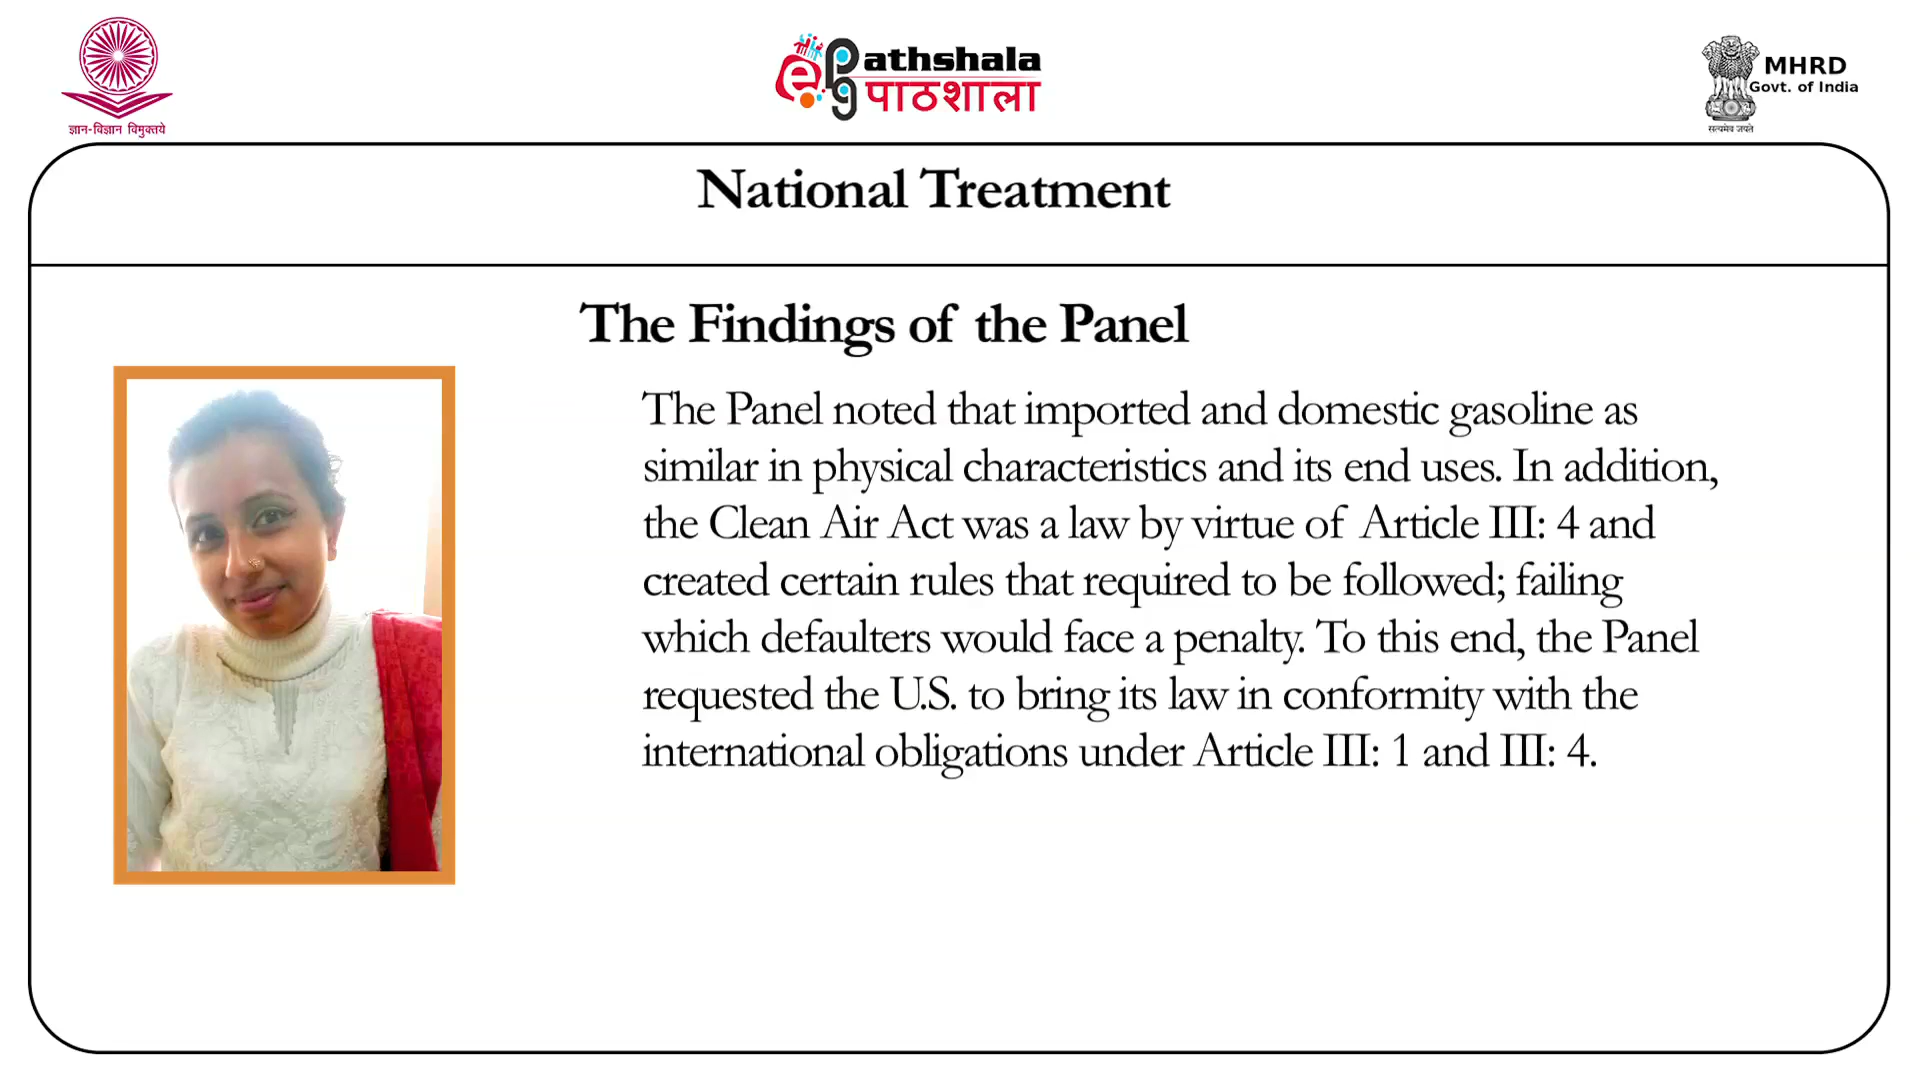 ज्ञान-विज्ञान विमुक्तये
ePG
athshala
पाठशाला
MHRD
Govt. of India
सत्यमेव जयते
National Treatment
The Findings of the Panel
The Panel noted that imported and domestic gasoline as
similar in physical characteristics and its end uses. In addition,
the Clean Air Act was a law by virtue of Article III: 4 and
created certain rules that required to be followed; failing
which defaulters would face a penalty. To this end, the Panel
requested the U.S. to bring its law in conformity with the
international obligations under Article III: 1 and III: 4.